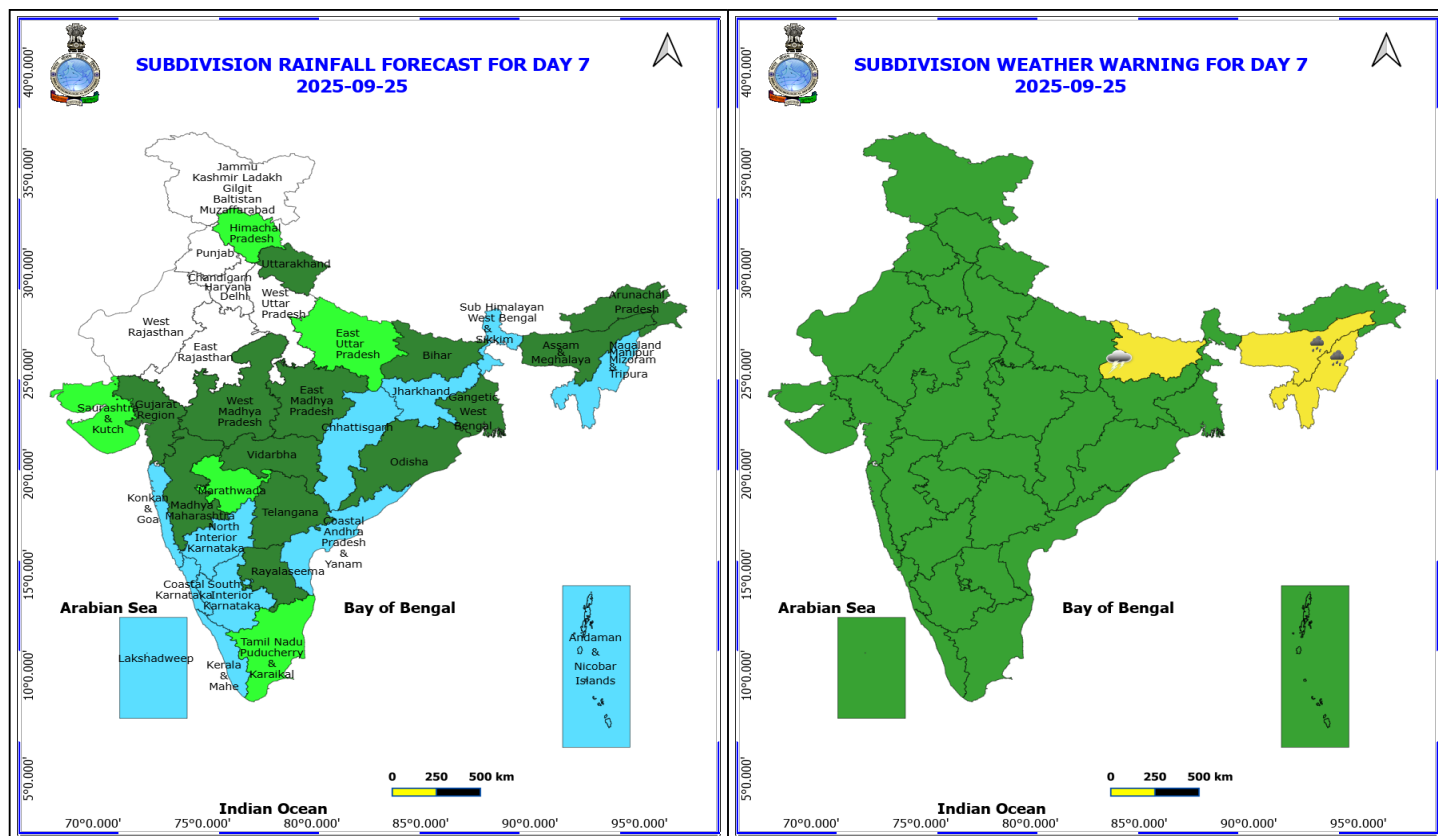 SUBDIVISION RAINFALL FORECAST FOR DAY 7
2025-09-25
40°0.000'
35°0.000'
30°0.000'
25°0.000'
20°0.000'
15°0.000'
10°0.000'
5°0.000'
Jammu
Kashmir Ladakh
Gilgit
Baltistan
Muzaffarabad
Himachal
Pradesh
Punjab
Uttarakhand
Chandigarh
Haryana
Delhi
West
Uttar
Pradesh
West
Rajasthan
East
Rajasthan
East
Uttar
Pradesh
Bihar
Sub Himalayan
West Bengal
&
Sikkim
Arunachal
Pradesh
Assam
&
Meghalaya
Nagaland
Manipur
Mizoram
&
Tripura
Saurashtra
&
Kutch
Gujarat
Region
West
Madhya
Pradesh
East
Madhya
Pradesh
Jharkhand
Gangetic
West
Bengal
Chhattisgarh
Vidarbha
Odisha
Konkan
&
Goa
Madhya
Maharashtra
Marathwada
Telangana
North
Interior
Karnataka
Coastal
Andhra
Pradesh
&
Yanam
Rayalaseema
Coastal
Karnataka
South
Interior
Karnataka
Arabian Sea
Bay of Bengal
Tamil Nadu
Puducherry
&
Karaikal
Kerala
&
Mahe
Lakshadweep
Andaman
&
Nicobar
Islands
0 250 500 km
Indian Ocean
70°0.000' 75°0.000' 80°0.000' 85°0.000' 90°0.000' 95°0.000'
SUBDIVISION WEATHER WARNING FOR DAY 7
2025-09-25
40°0.000'
35°0.000'
30°0.000'
25°0.000'
20°0.000'
15°0.000'
10°0.000'
5°0.000'
Arabian Sea
Bay of Bengal
0 250 500 km
Indian Ocean
70°0.000' 75°0.000' 80°0.000' 85°0.000' 90°0.000' 95°0.000'